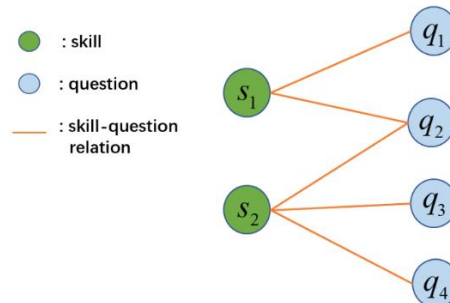 : skill
: question
: skill-question
relation
s1
s2
q1
q2
q3
q4